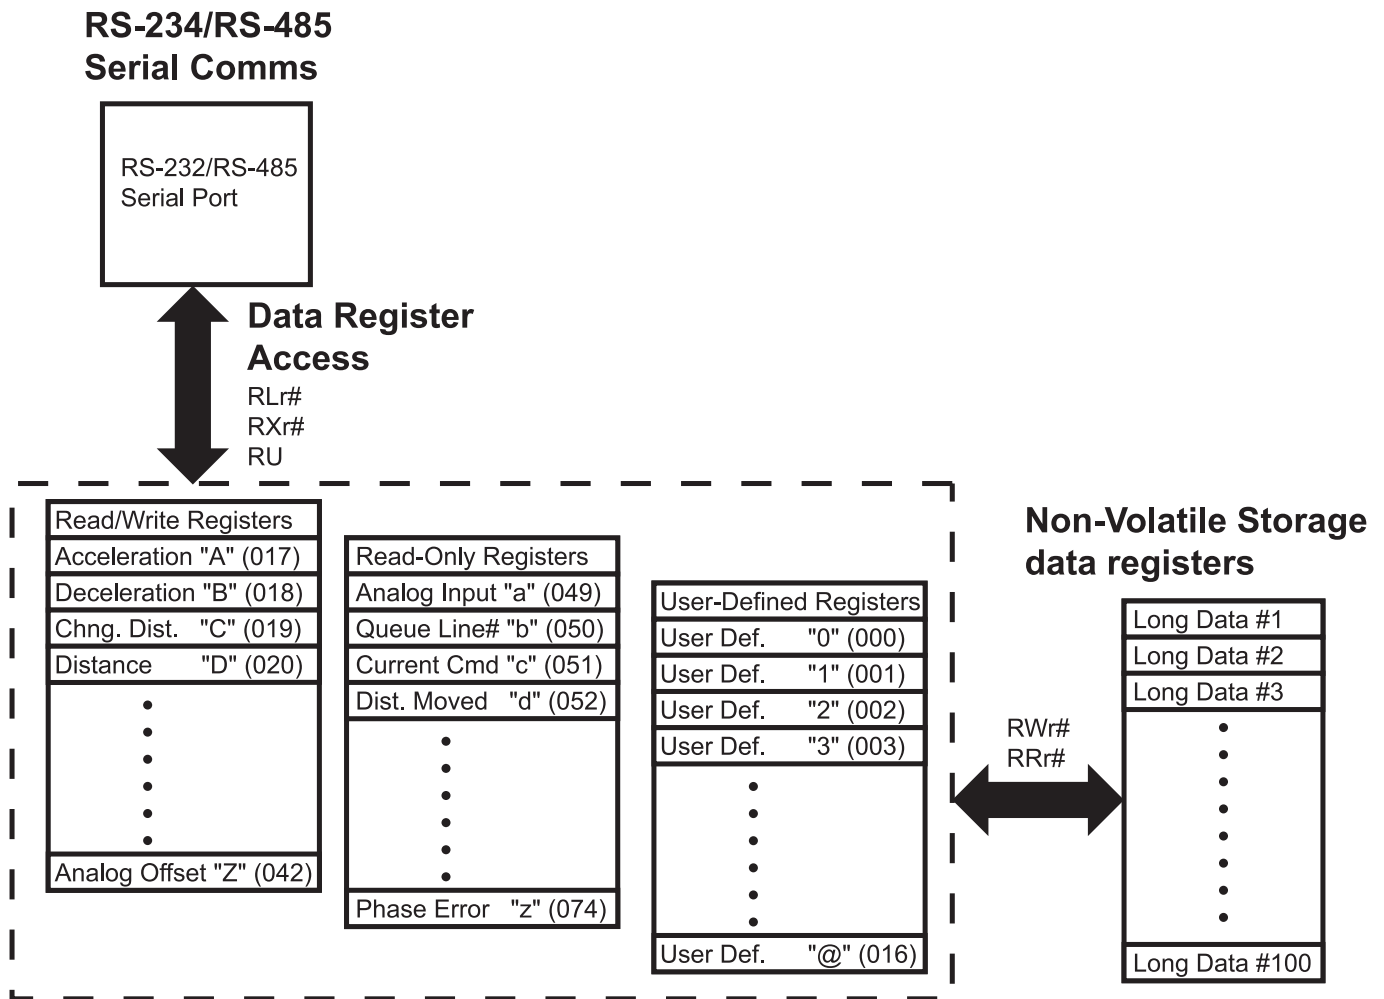 RS-234/RS-485
Serial Comms
RS-232/RS-485
Serial Port
Data Register
Access
RLr#
RXr#
RU
Read/Write Registers
Acceleration "A" (017)
Deceleration "B" (018)
Chng. Dist. "C" (019)
Distance "D" (020)
Analog Offset "Z" (042)
Read-Only Registers
Analog Input "a" (049)
Queue Line# "b" (050)
Current Cmd "c" (051)
Dist. Moved "d" (052)
Phase Error "z" (074)
User-Defined Registers
User Def. "0" (000)
User Def. "1" (001)
User Def. "2" (002)
User Def. "3" (003)
User Def. "@" (016)
RWr#
RRr#
Non-Volatile Storage
data registers
Long Data #1
Long Data #2
Long Data #3
Long Data #100